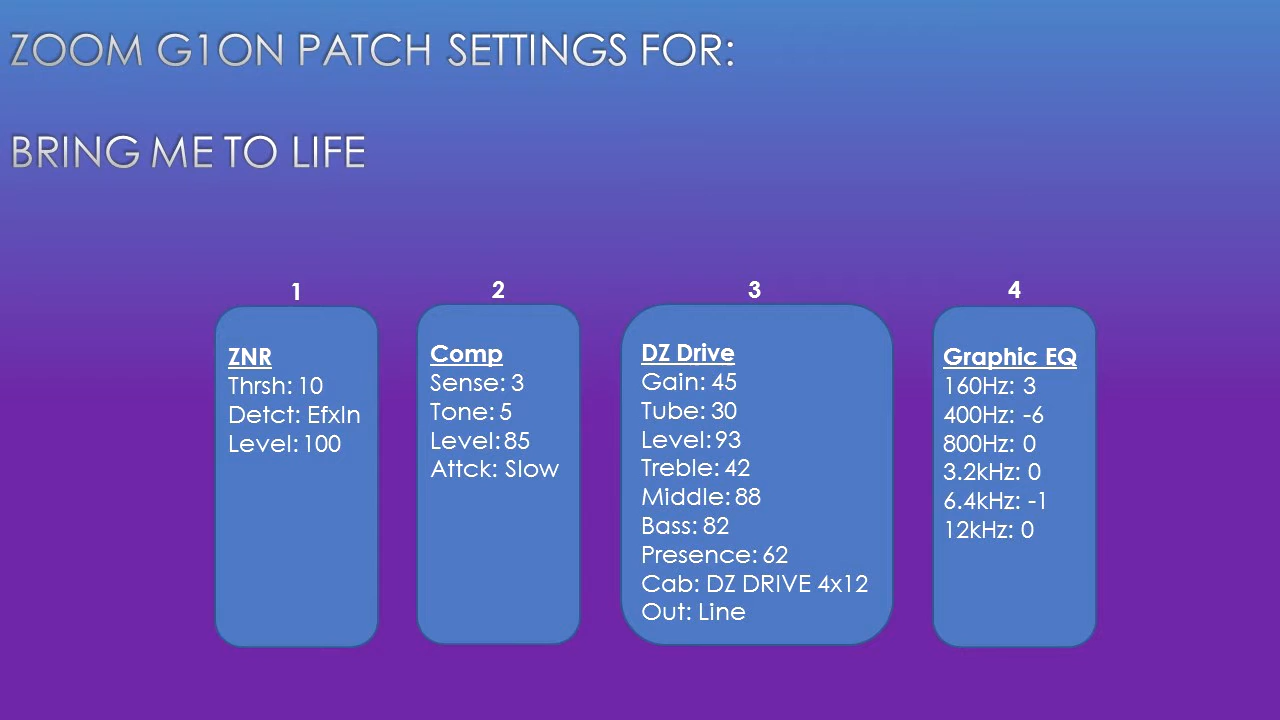 ZOOM G1ON PATCH SETTINGS FOR:
BRING ME TO LIFE
1
ZNR
Thrsh: 10
Detct: EfxIn
Level: 100
2
Comp
Sense: 3
Tone: 5
Level: 85
Attck: Slow
3
DZ Drive
Gain: 45
Tube: 30
Level: 93
Treble: 42
Middle: 88
Bass: 82
Presence: 62
Cab: DZ DRIVE 4x12
Out: Line
4
Graphic EQ
160Hz: 3
400Hz: -6
800Hz: 0
3.2kHz: 0
6.4kHz: -1
12kHz: 0